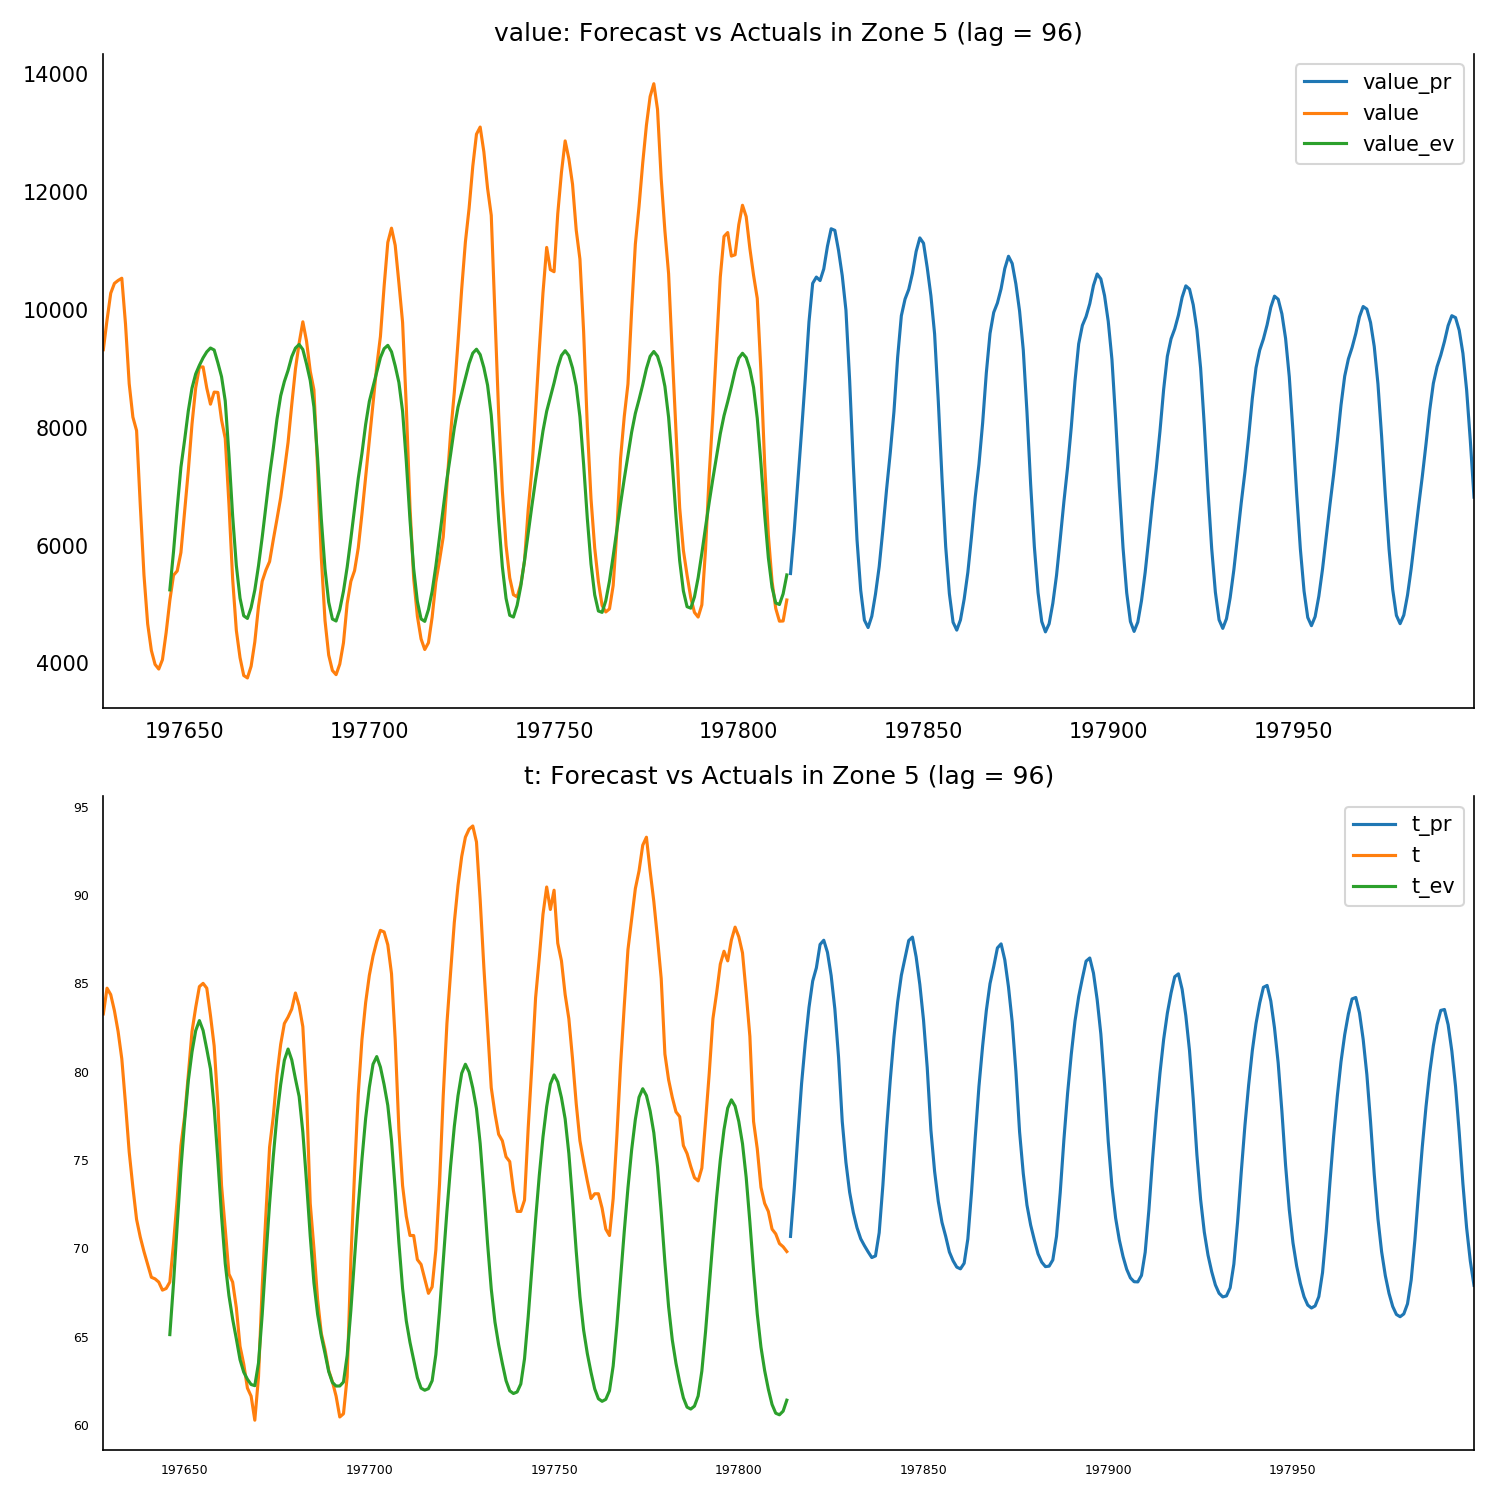 value: Forecast vs Actuals in Zone 5 (lag = 96)
14000
12000
10000
8000
6000
4000
value_pr
value
value_ev
197650 197700 197750 197800 197850 197900 197950
t: Forecast vs Actuals in Zone 5 (lag = 96)
95
90
85
80
75
70
65
60
t_pr
t
t_ev
197650 197700 197750 197800 197850 197900 197950